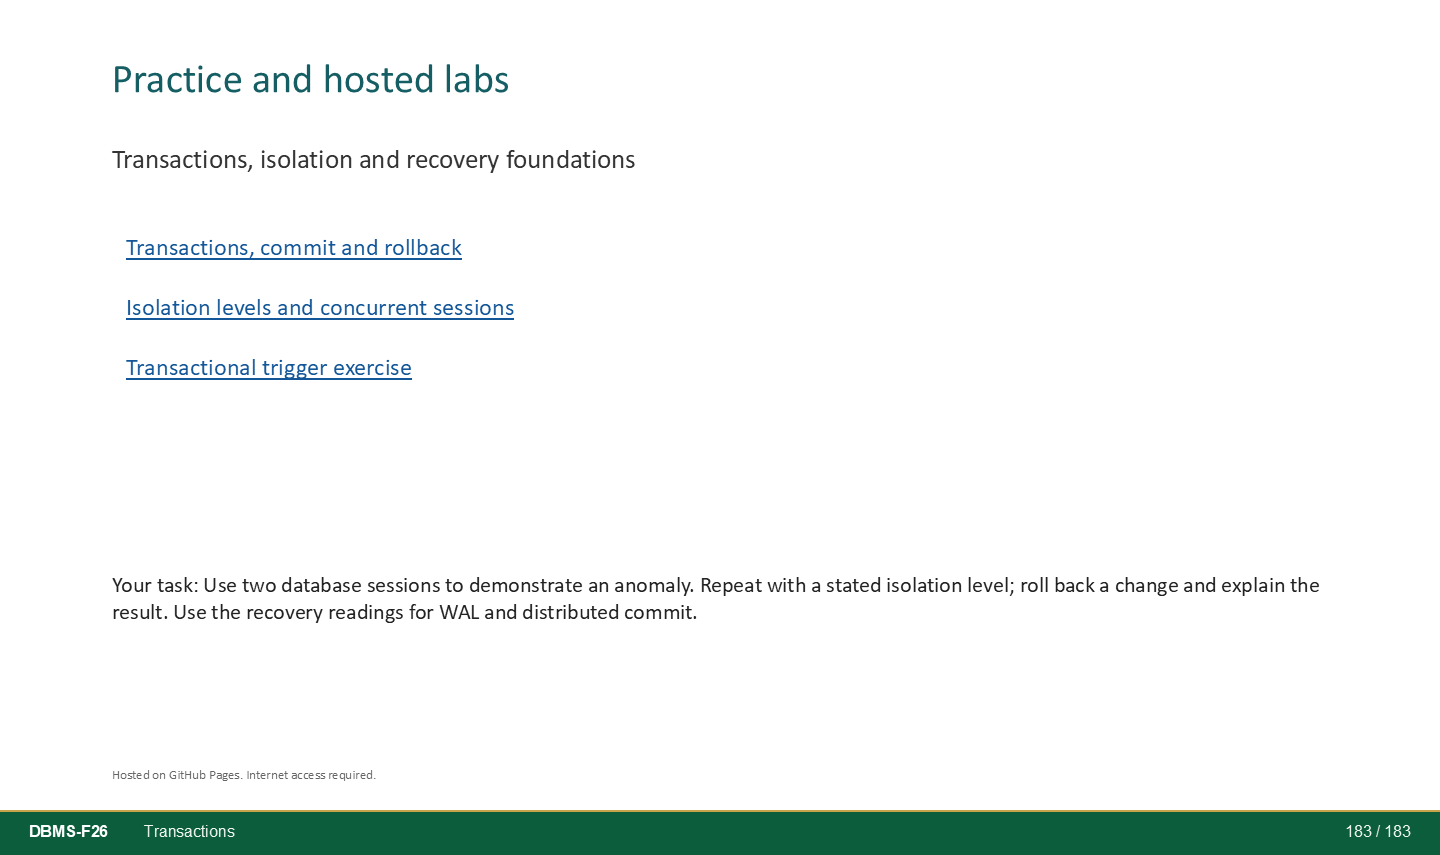 Practice and hosted labs
Transactions, isolation and recovery foundations
Transactions, commit and rollback
Isolation levels and concurrent sessions
Transactional trigger exercise
Your task: Use two database sessions to demonstrate an anomaly. Repeat with a stated isolation level; roll back a change and explain the
result. Use the recovery readings for WAL and distributed commit.
Hosted on GitHub Pages. Internet access required.
DBMS-F26 Transactions 183 / 183